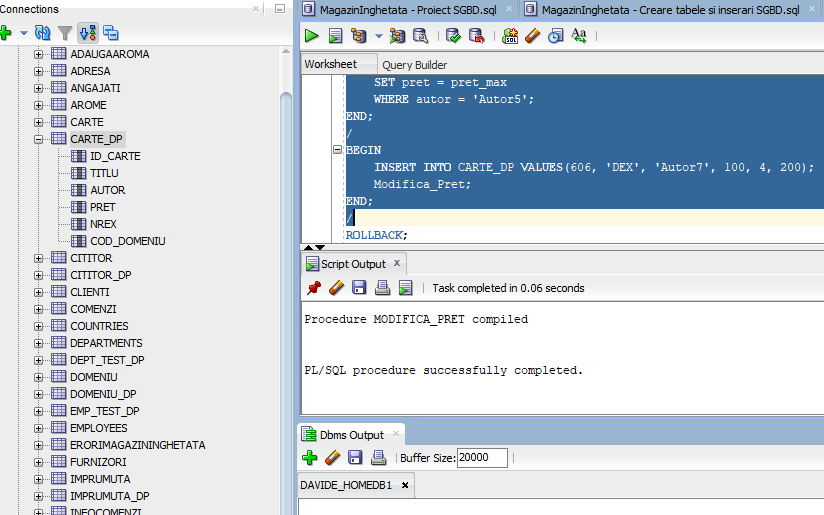 Connections
ADAUGAAROMA
ADRESA
ANGAJATI
AROME
CARTE
CARTE_DP
ID_CARTE
TITLU
AUTOR
PRET
NREX
COD_DOMENIU
CITITOR
CITITOR_DP
CLIENTI
COMENZI
COUNTRIES
DEPARTMENTS
DEPT_TEST_DP
DOMENIU
DOMENIU_DP
EMP_TEST_DP
EMPLOYEES
ERORIMAGAZININGHETATA
FURNIZORI
IMPRUMUTA
IMPRUMUTA_DP
INFOCOMENZI
MagazinInghetata - Proiect SGBD.sql
MagazinInghetata - Creare tabele si inserari SGBD.sql
Worksheet Query Builder
SET pret = pret_max
WHERE autor = 'Autor5';
END;
/
BEGIN
INSERT INTO CARTE_DP VALUES(606, 'DEX', 'Autor7', 100, 4, 200);
Modifica_Pret;
END;
/
ROLLBACK;
Script Output x
Task completed in 0.06 seconds
Procedure MODIFICA_PRET compiled
PL/SQL procedure successfully completed.
Dbms Output
Buffer Size: 20000
DAVIDE_HOMEDB1 x